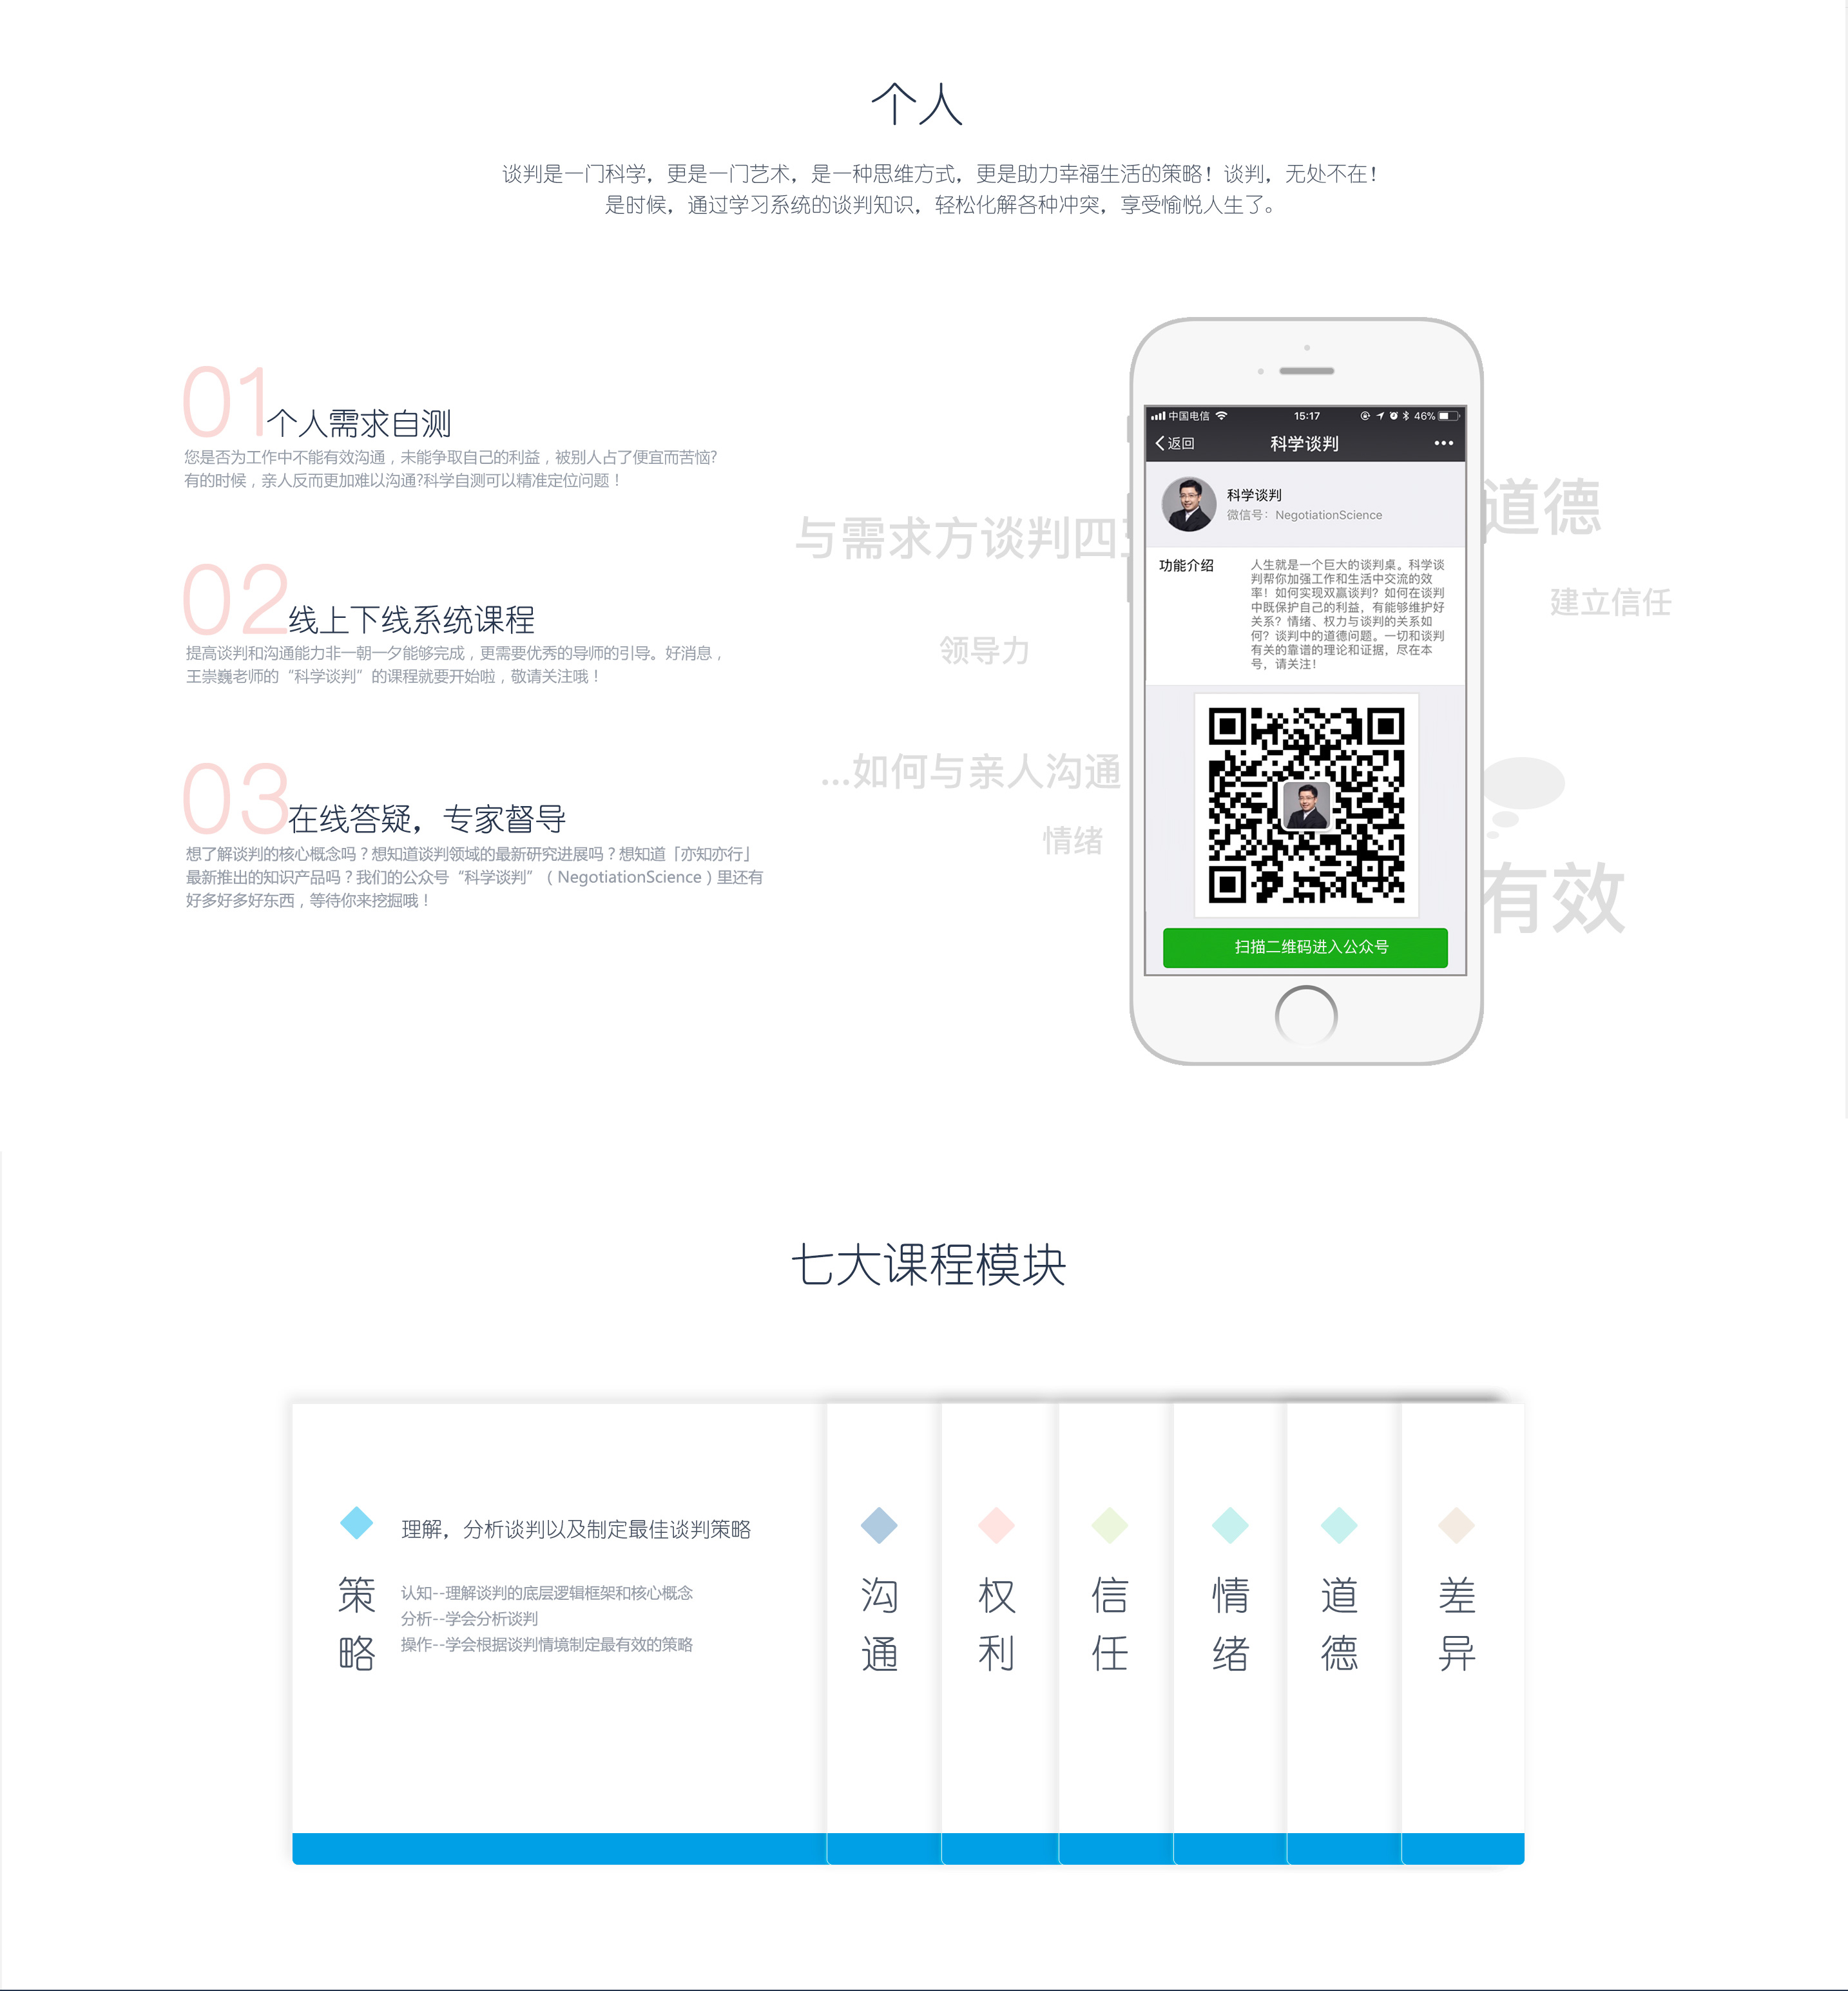 个人
谈判是一门科学，更是一门艺术，是一种思维方式，更是助力幸福生活的策略！谈判，无处不在！
是时候，通过学习系统的谈判知识，轻松化解各种冲突，享受愉悦人生了。
01
个人需求自测
您是否为工作中不能有效沟通，未能争取自己的利益，被别人占了便宜而苦恼?
有的时候，亲人反而更加难以沟通?科学自测可以精准定位问题！
02
线上下线系统课程
提高谈判和沟通能力非一朝一夕能够完成，更需要优秀的导师的引导。好消息，
王崇巍老师的“科学谈判”的课程就要开始啦，敬请关注哦！
03
在线答疑，专家督导
想了解谈判的核心概念吗？想知道谈判领域的最新研究进展吗？想知道「亦知亦行」
最新推出的知识产品吗？我们的公众号“科学谈判”（NegotiationScience）里还有
好多好多好东西，等待你来挖掘哦！
与需求方谈判四
领导力
...如何与亲人沟通
情绪
中国电信
15:17
46%
返回
科学谈判
科学谈判
微信号：NegotiationScience
功能介绍
人生就是一个巨大的谈判桌。科学谈
判帮你加强工作和生活中交流的效
率！如何实现双赢谈判？如何在谈判
中既保护自己的利益，有能够维护好
关系？情绪、权力与谈判的关系如
何？谈判中的道德问题。一切和谈判
有关的靠谱的理论和证据，尽在本
号，请关注！
扫描二维码进入公众号
道德
建立信任
有效
七大课程模块
策略
理解，分析谈判以及制定最佳谈判策略
认知--理解谈判的底层逻辑框架和核心概念
分析--学会分析谈判
操作--学会根据谈判情境制定最有效的策略
沟通
权利
信任
情绪
道德
差异